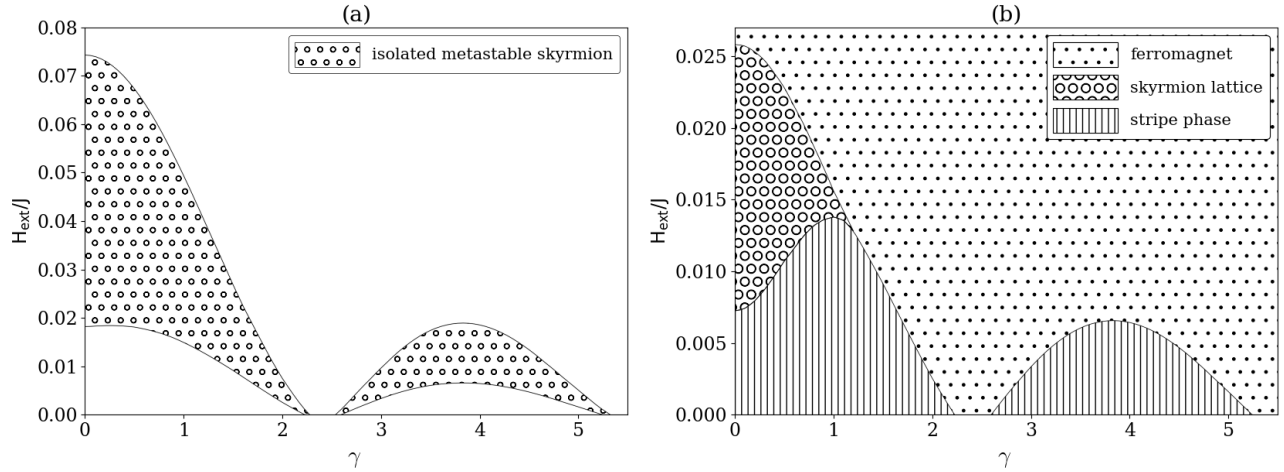 (a)
0.08
0.07
0.06
0.05
0.04
0.03
0.02
0.01
0.00
H_ext/J
isolated metastable skyrmion
0 1 2 3 4 5
γ
(b)
0.025
0.020
0.015
0.010
0.005
0.000
H_ext/J
ferromagnet
skyrmion lattice
stripe phase
0 1 2 3 4 5
γ